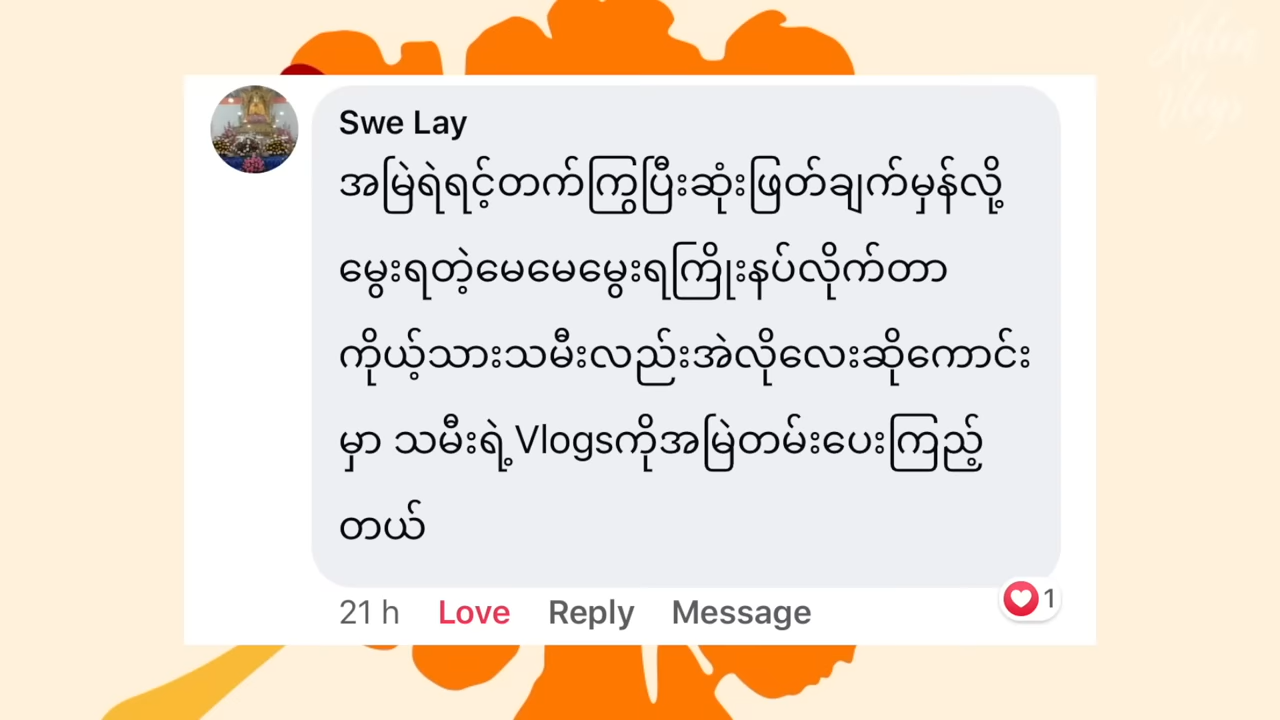 Swe Lay
အမြဲရဲရင့်တက်ကြွပြီးဆုံးဖြတ်ချက်မှန်လို့
မွေးရတဲ့မေမေမွေးရကြိုးနပ်လိုက်တာ
ကိုယ့်သားသမီးလည်းအဲလိုလေးဆိုကောင်း
မှာ သမီးရဲ့Vlogsကိုအမြဲတမ်းပေးကြည့်
တယ်
21 h Love Reply Message 1
Vlogs